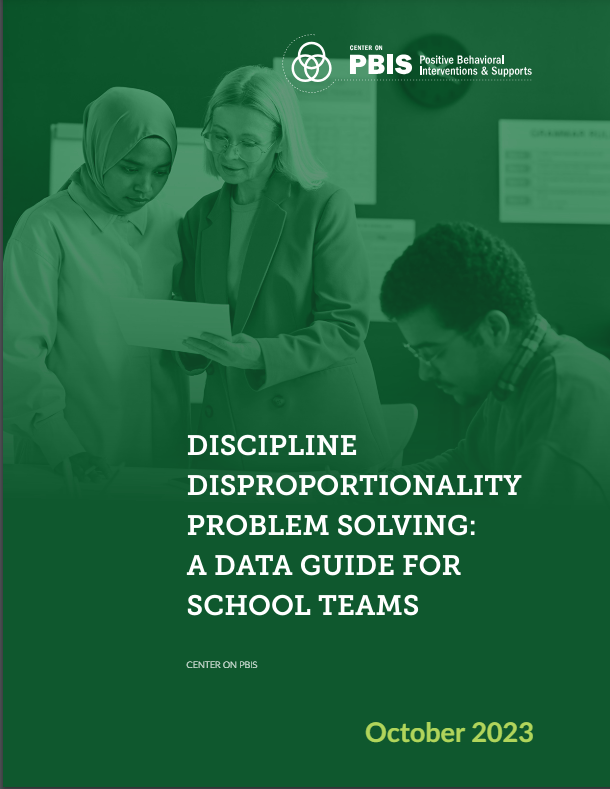 CENTER ON
PBIS Positive Behavioral
Interventions & Supports
DISCIPLINE
DISPROPORTIONALITY
PROBLEM SOLVING:
A DATA GUIDE FOR
SCHOOL TEAMS
CENTER ON PBIS
October 2023